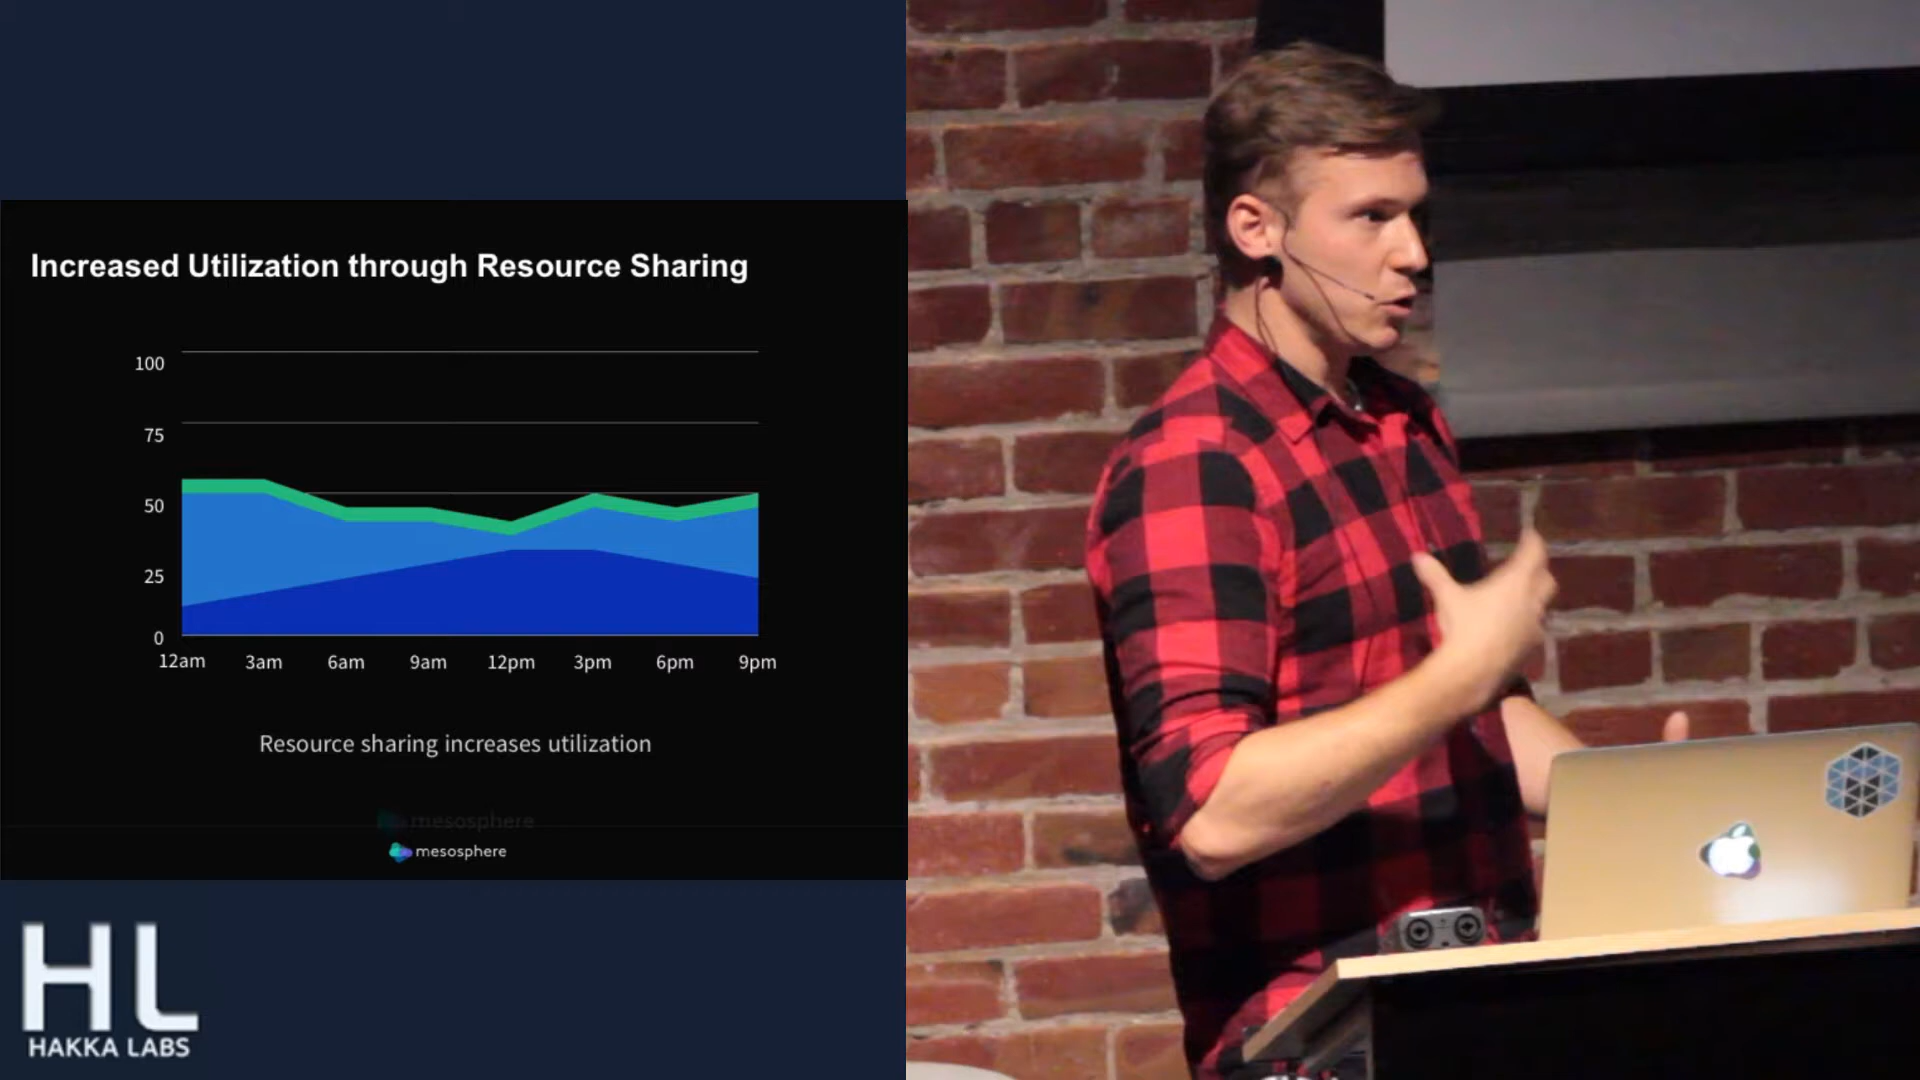 Increased Utilization through Resource Sharing
100
75
50
25
0
12am 3am 6am 9am 12pm 3pm 6pm 9pm
Resource sharing increases utilization
mesosphere
mesosphere
HL
HAKKA LABS